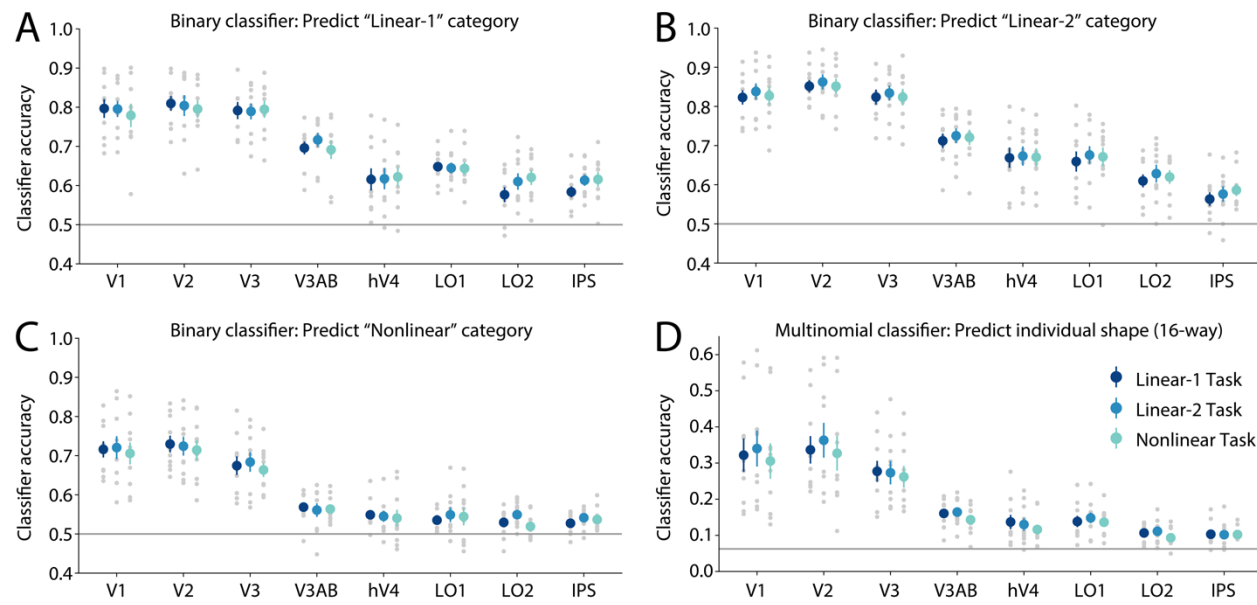 A
Binary classifier: Predict “Linear-1” category
Classifier accuracy
1.0
0.9
0.8
0.7
0.6
0.5
0.4
V1 V2 V3 V3AB hV4 LO1 LO2 IPS
B
Binary classifier: Predict “Linear-2” category
Classifier accuracy
1.0
0.9
0.8
0.7
0.6
0.5
0.4
V1 V2 V3 V3AB hV4 LO1 LO2 IPS
C
Binary classifier: Predict “Nonlinear” category
Classifier accuracy
1.0
0.9
0.8
0.7
0.6
0.5
0.4
V1 V2 V3 V3AB hV4 LO1 LO2 IPS
D
Multinomial classifier: Predict individual shape (16-way)
Classifier accuracy
0.6
0.5
0.4
0.3
0.2
0.1
0.0
Linear-1 Task
Linear-2 Task
Nonlinear Task
V1 V2 V3 V3AB hV4 LO1 LO2 IPS